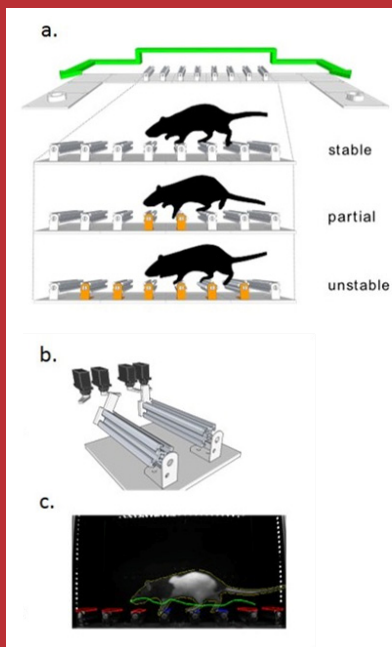 a.
stable
partial
unstable
b.
c.